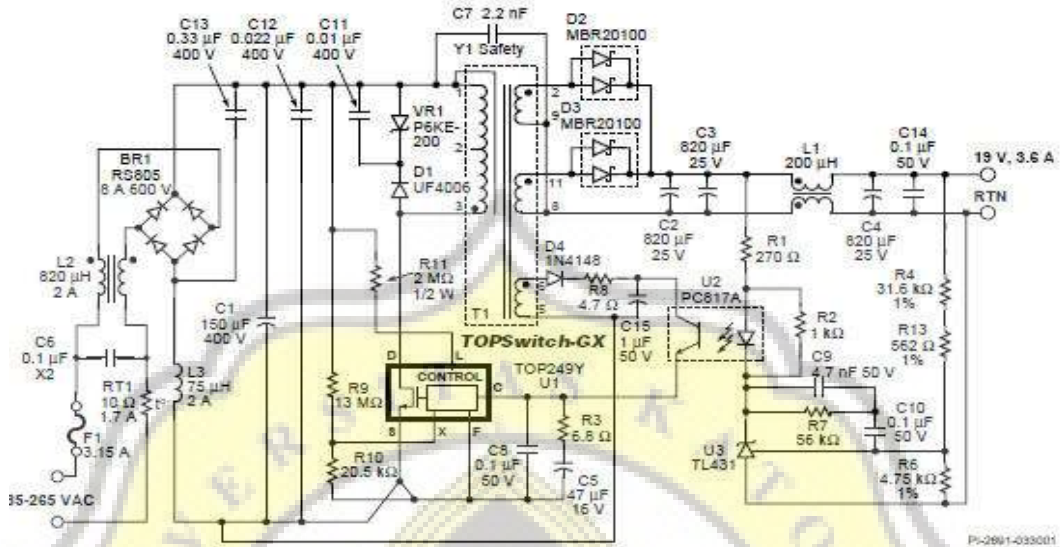 C7 2.2 nF
Y1 Safety
C13
0.33 µF
400 V
C12
0.022 µF
400 V
C11
0.01 µF
400 V
D2
MBR20100
D3
MBR20100
VR1
P6KE-
200
D1
UF4006
1
2
3
2
9
11
8
6
5
T1
BR1
RS805
8 A 600 V
C3
820 µF
25 V
L1
200 µH
C14
0.1 µF
50 V
19 V, 3.6 A
RTN
C2
820 µF
25 V
C4
820 µF
25 V
L2
820 µH
2 A
R11
2 MΩ
1/2 W
D4
1N4148
R8
4.7 Ω
C15
1 µF
50 V
U2
PC817A
R1
270 Ω
R2
1 kΩ
R4
31.6 kΩ
1%
R13
562 Ω
1%
C1
150 µF
400 V
C6
0.1 µF
X2
RT1
10 Ω
1.7 A
t°
L3
75 µH
2 A
F1
3.15 A
R9
13 MΩ
R10
20.5 kΩ
TOPSwitch-GX
TOP249Y
U1
D
L
CONTROL
C
S
X
F
C8
0.1 µF
50 V
R3
6.8 Ω
C5
47 µF
16 V
C9
4.7 nF 50 V
R7
56 kΩ
C10
0.1 µF
50 V
U3
TL431
R6
4.75 kΩ
1%
85-265 VAC
PI-2691-033001